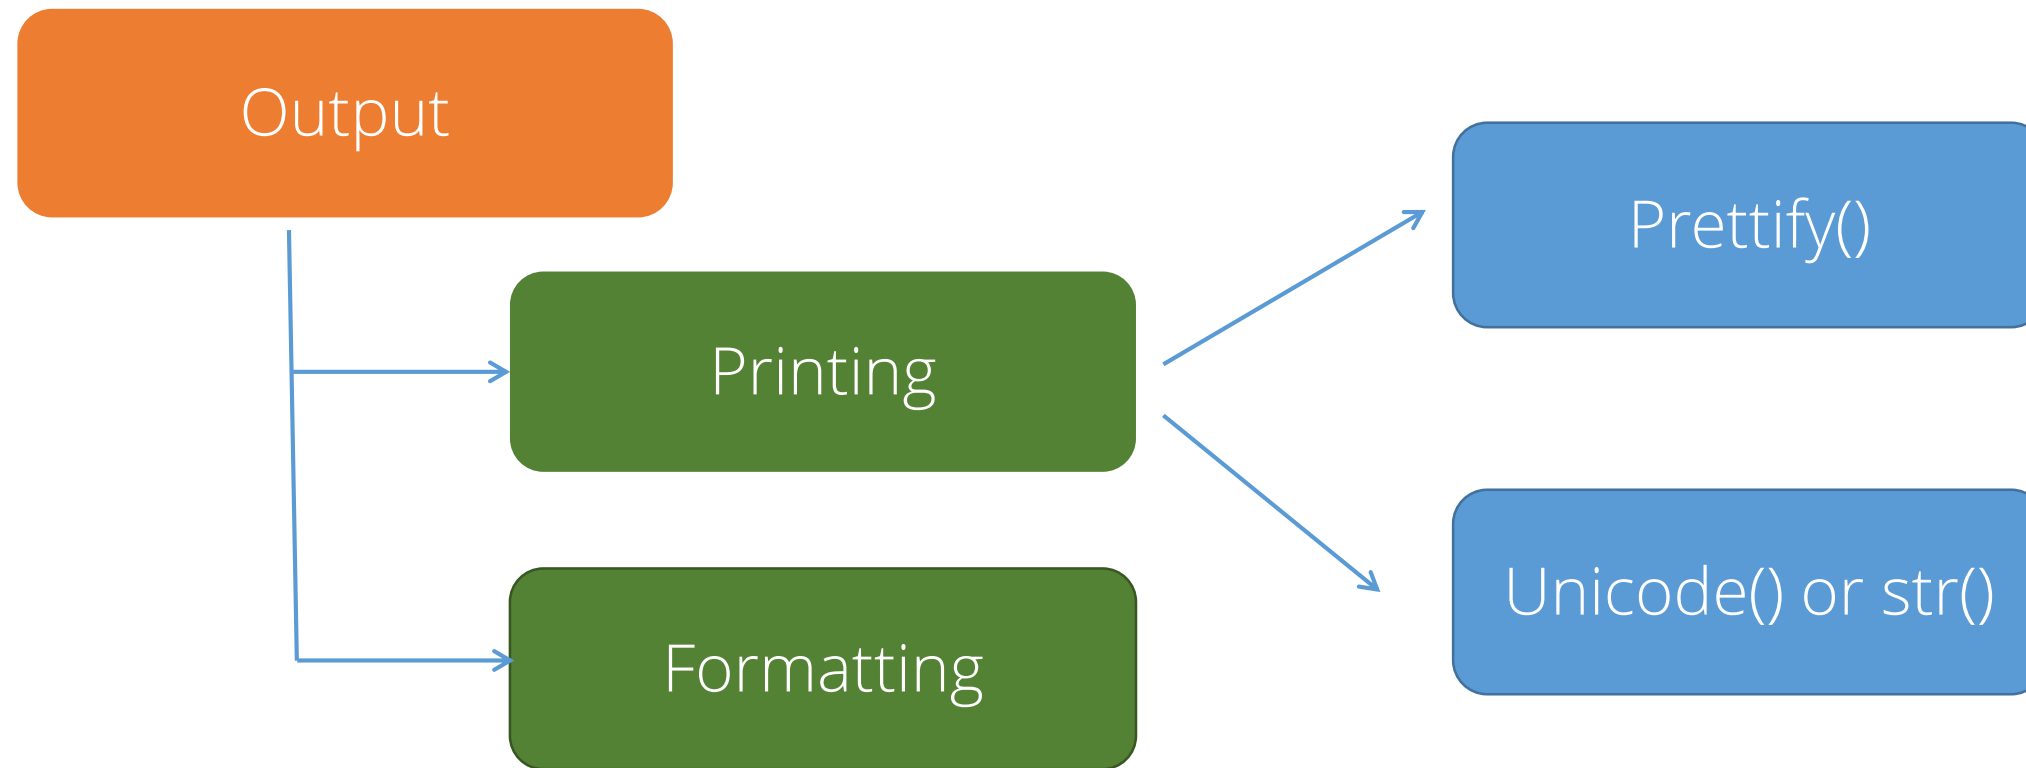 Output
Prettify()
Printing
Unicode() or str()
Formatting